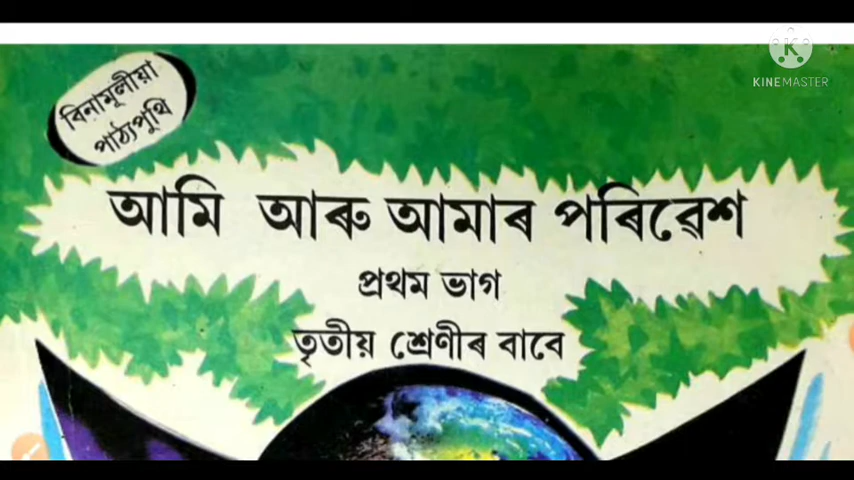 KINEMASTER
বিনামূলীয়া
পাঠ্যপুথি
আমি আৰু আমাৰ পৰিৱেশ
প্ৰথম ভাগ
তৃতীয় শ্ৰেণীৰ বাবে